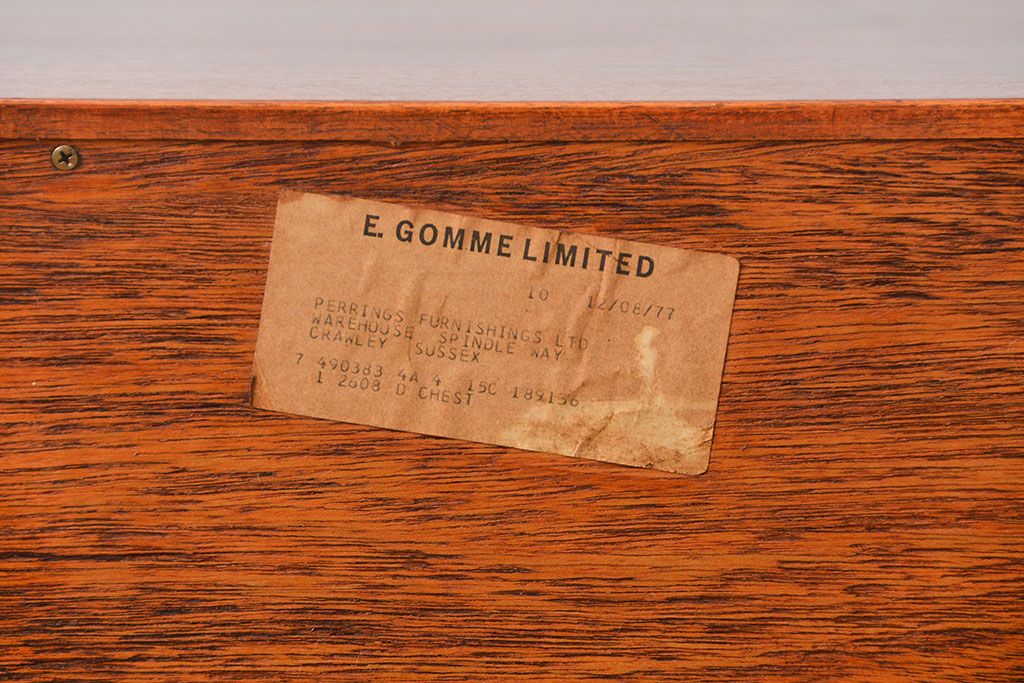 E. GOMME LIMITED
10 12/08/77
PERRINGS FURNISHINGS LTD
WAREHOUSE SPINDLE WAY
CRAWLEY (SUSSEX
7 490383 4A 4 15C 189136
1 2608 D CHEST